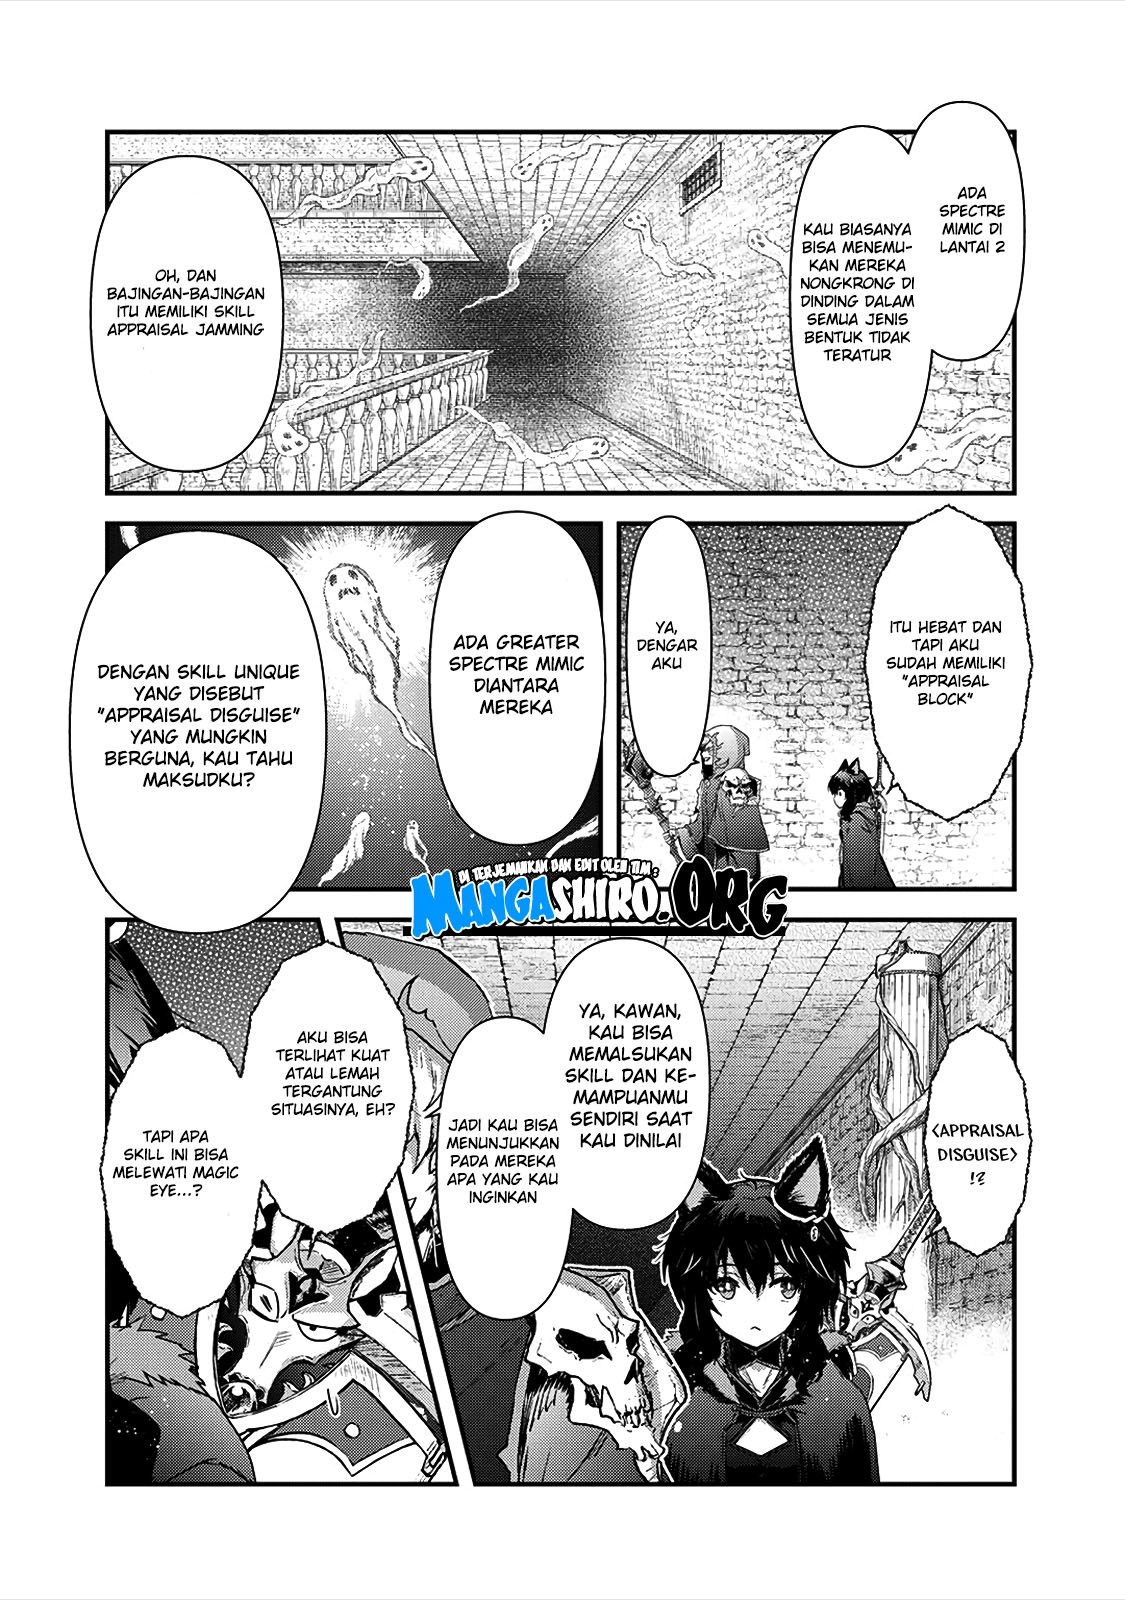 ADA
SPECTRE
MIMIC DI
LANTAI 2
KAU BIASANYA
BISA MENEMU-
KAN MEREKA
NONGKRONG DI
DINDING DALAM
SEMUA JENIS
BENTUK TIDAK
TERATUR
OH, DAN
BAJINGAN-BAJINGAN
ITU MEMILIKI SKILL
APPRAISAL JAMMING
ITU HEBAT DAN
TAPI AKU
SUDAH MEMILIKI
"APPRAISAL
BLOCK"
YA,
DENGAR
AKU
ADA GREATER
SPECTRE MIMIC
DIANTARA
MEREKA
DENGAN SKILL UNIQUE
YANG DISEBUT
"APPRAISAL DISGUISE"
YANG MUNGKIN
BERGUNA, KAU TAHU
MAKSUDKU?
DI TERJEMAHKAN DAN EDIT OLEH TIM :
MANGASHIRO.ORG
<APPRAISAL
DISGUISE>
!?
YA, KAWAN,
KAU BISA
MEMALSUKAN
SKILL DAN KE-
MAMPUANMU
SENDIRI SAAT
KAU DINILAI
JADI KAU BISA
MENUNJUKKAN
PADA MEREKA
APA YANG KAU
INGINKAN
AKU BISA
TERLIHAT KUAT
ATAU LEMAH
TERGANTUNG
SITUASINYA, EH?
TAPI APA
SKILL INI BISA
MELEWATI MAGIC
EYE...?